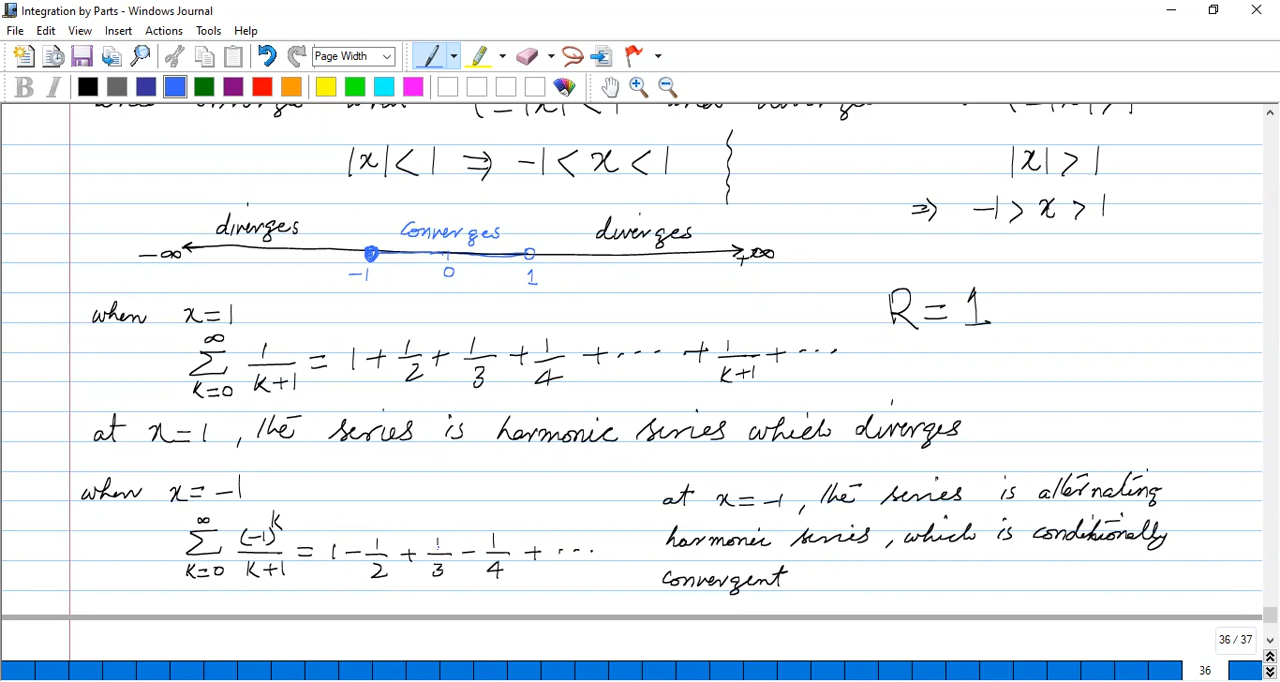 Integration by Parts - Windows Journal
File Edit View Insert Actions Tools Help
Page Width
B I
|x| < 1 ⇒ -1 < x < 1
|x| > 1
⇒ -1 > x > 1
diverges converges diverges
-∞ -1 0 1 +∞
when x = 1
R = 1
∞∑k=0 1/(k+1) = 1 + 1/2 + 1/3 + 1/4 + ... + 1/(k+1) + ...
at x = 1, the series is harmonic series which diverges
when x = -1
∞∑k=0 (-1)^k/(k+1) = 1 - 1/2 + 1/3 - 1/4 + ...
at x = -1, the series is alternating
harmonic series, which is conditionally
convergent
36 / 37
36